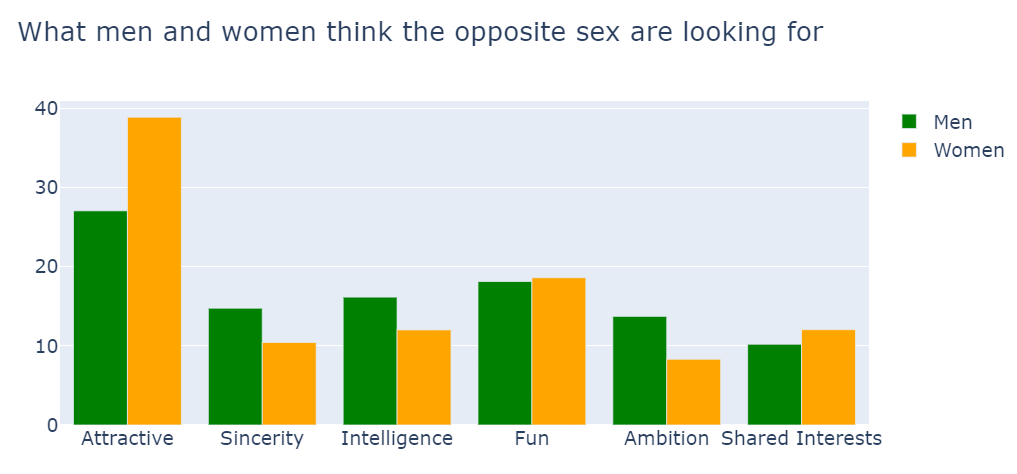 What men and women think the opposite sex are looking for
40
30
20
10
0
Attractive
Sincerity
Intelligence
Fun
Ambition
Shared Interests
Men
Women